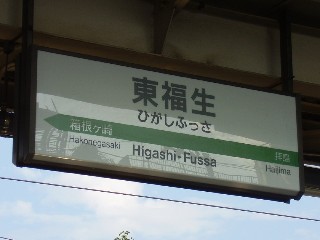 東福生
ひがしふっさ
箱根ケ崎
Hakonegasaki
Higashi-Fussa
拝島
Haijima